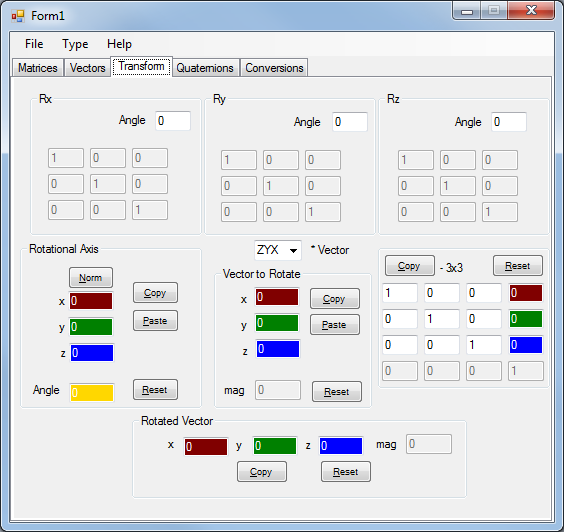 Form1
File Type Help
Matrices Vectors Transform Quaternions Conversions
Rx Ry Rz
Angle 0 Angle 0 Angle 0
1 0 0 1 0 0 1 0 0
0 1 0 0 1 0 0 1 0
0 0 1 0 0 1 0 0 1
Rotational Axis
Norm
x 0 Copy
y 0 Paste
z 0
Angle 0 Reset
ZYX * Vector
Vector to Rotate
x 0 Copy
y 0 Paste
z 0
mag 0 Reset
Copy - 3x3 Reset
1 0 0 0
0 1 0 0
0 0 1 0
0 0 0 1
Rotated Vector
x 0 y 0 z 0 mag 0
Copy Reset